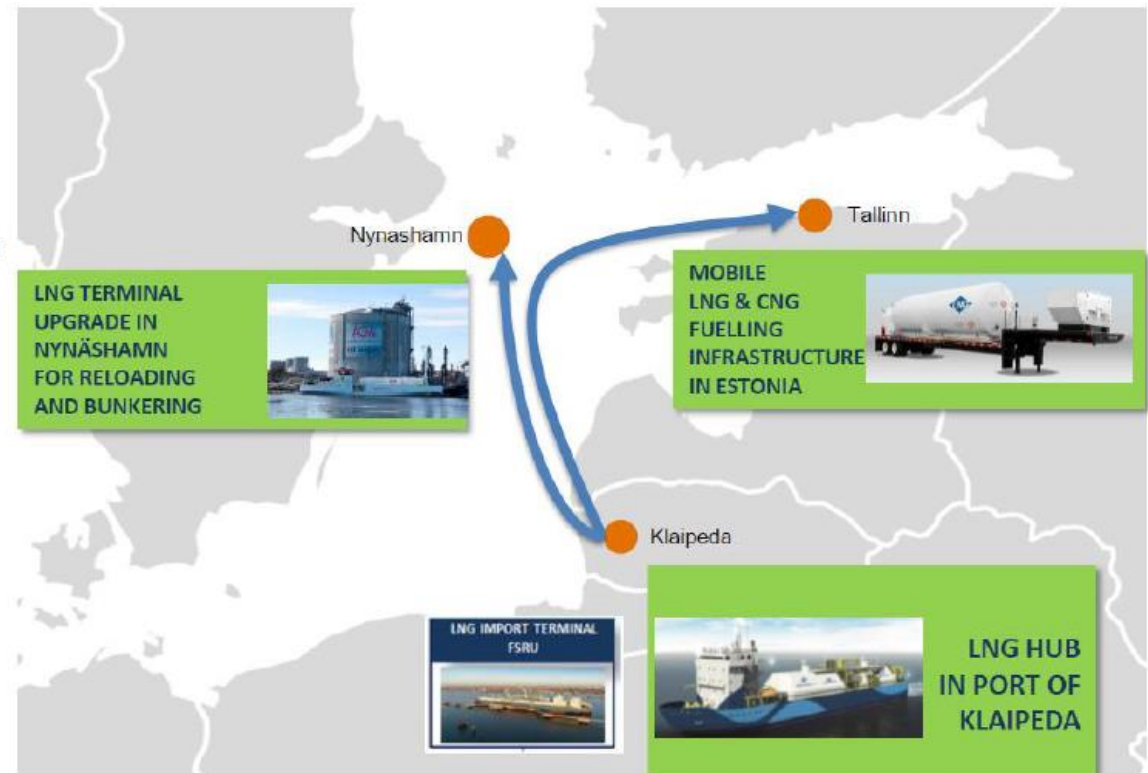 Tallinn
Nynashamn
MOBILE
LNG & CNG
FUELLING
INFRASTRUCTURE
IN ESTONIA
LNG TERMINAL
UPGRADE IN
NYNÄSHAMN
FOR RELOADING
AND BUNKERING
Klaipeda
LNG IMPORT TERMINAL
FSRU
LNG HUB
IN PORT OF
KLAIPEDA